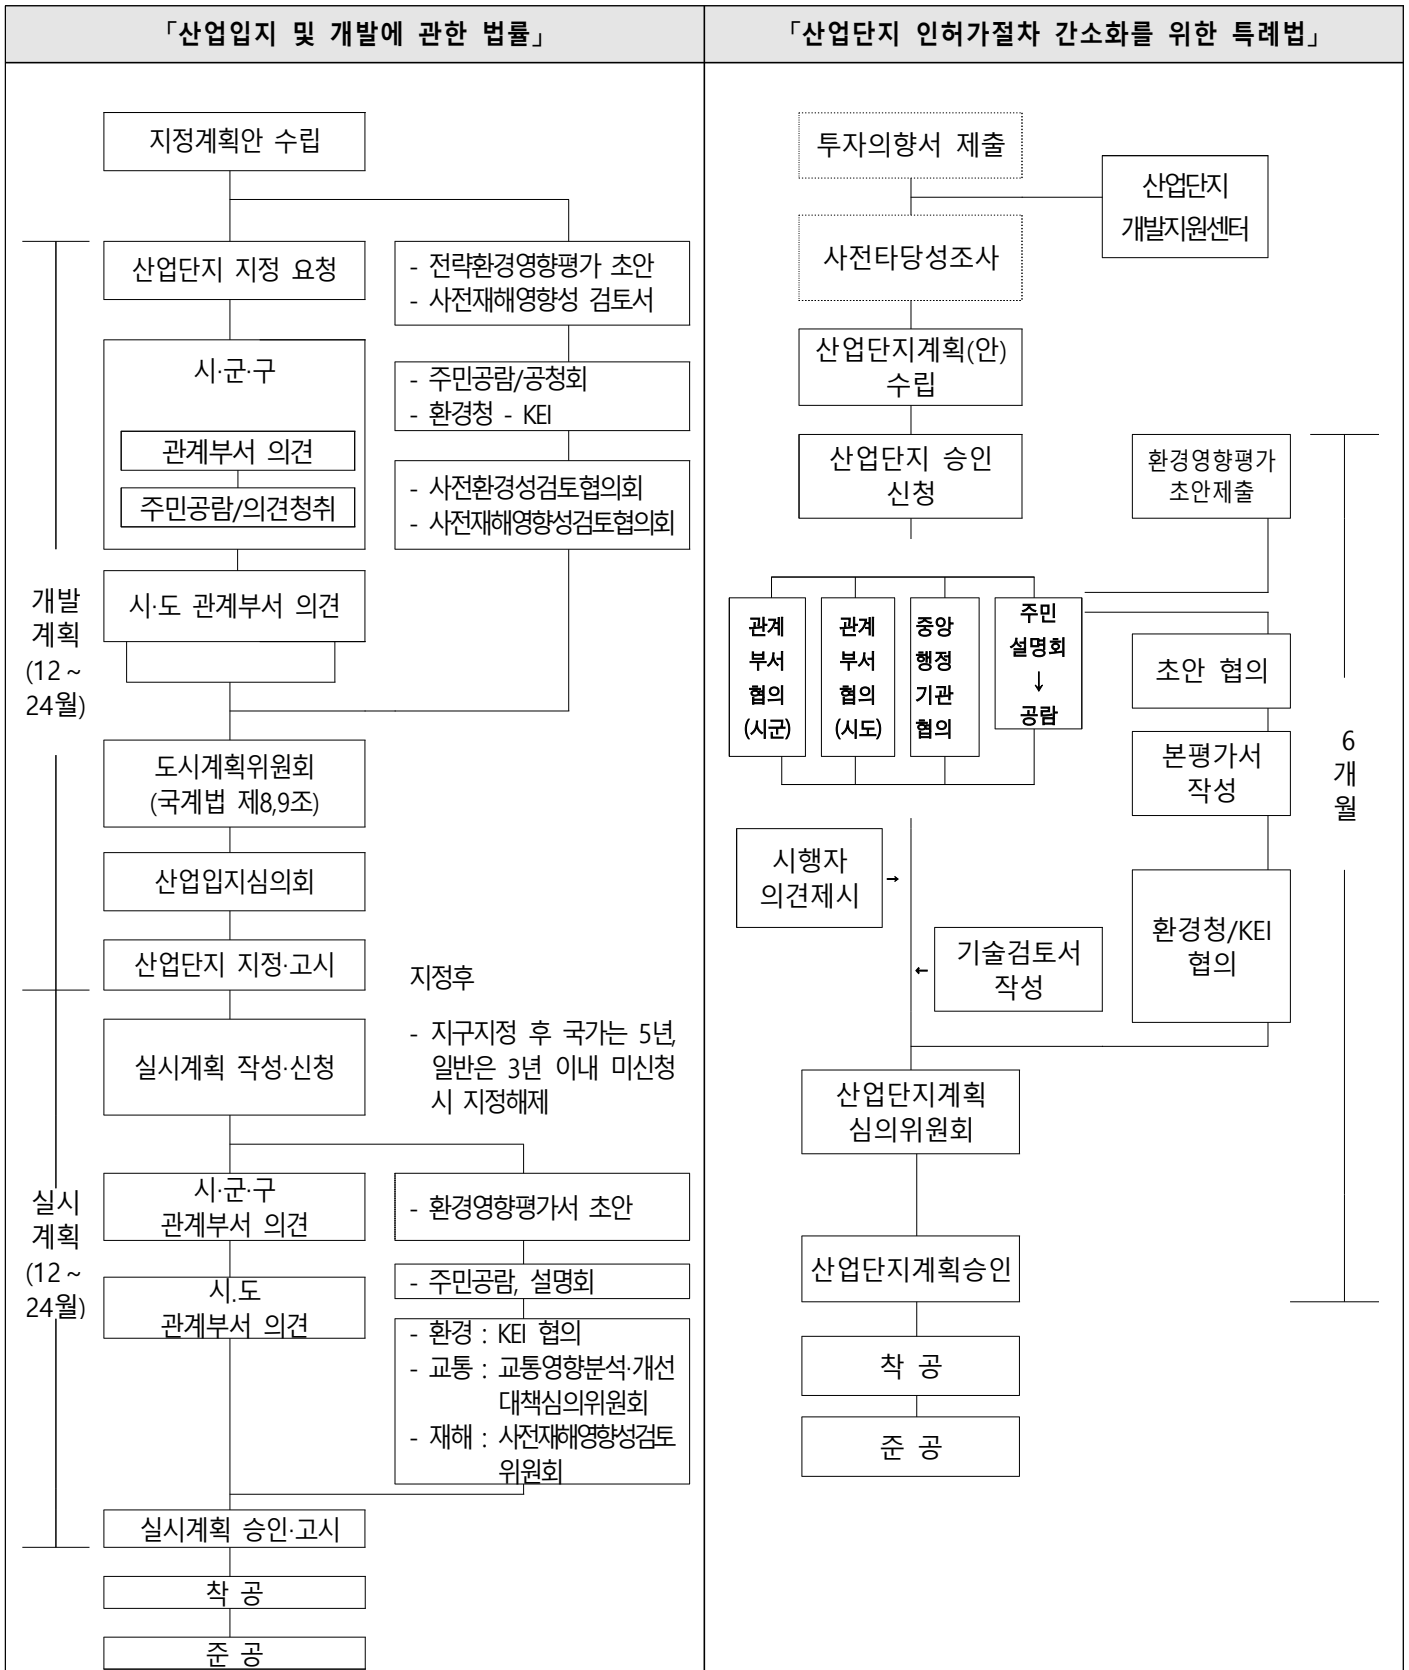 「산업입지 및 개발에 관한 법률」
지정계획안 수립
산업단지 지정 요청
- 전략환경영향평가 초안
- 사전재해영향성 검토서
시·군·구
관계부서 의견
주민공람/의견청취
- 주민공람/공청회
- 환경청 - KEI
- 사전환경성검토협의회
- 사전재해영향성검토협의회
개발
계획
(12 ~
24월)
시·도 관계부서 의견
도시계획위원회
(국계법 제8,9조)
산업입지심의회
산업단지 지정·고시
지정후
- 지구지정 후 국가는 5년,
일반은 3년 이내 미신청
시 지정해제
실시계획 작성·신청
실시
계획
(12 ~
24월)
시·군·구
관계부서 의견
- 환경영향평가서 초안
시.도
관계부서 의견
- 주민공람, 설명회
- 환경 : KEI 협의
- 교통 : 교통영향분석·개선
대책심의위원회
- 재해 : 사전재해영향성검토
위원회
실시계획 승인·고시
착 공
준 공
「산업단지 인허가절차 간소화를 위한 특례법」
투자의향서 제출
산업단지
개발지원센터
사전타당성조사
산업단지계획(안)
수립
산업단지 승인
신청
환경영향평가
초안제출
관계
부서
협의
(시군)
관계
부서
협의
(시도)
중앙
행정
기관
협의
주민
설명회
↓
공람
초안 협의
본평가서
작성
6
개
월
시행자
의견제시
→
기술검토서
작성
←
환경청/KEI
협의
산업단지계획
심의위원회
산업단지계획승인
착 공
준 공